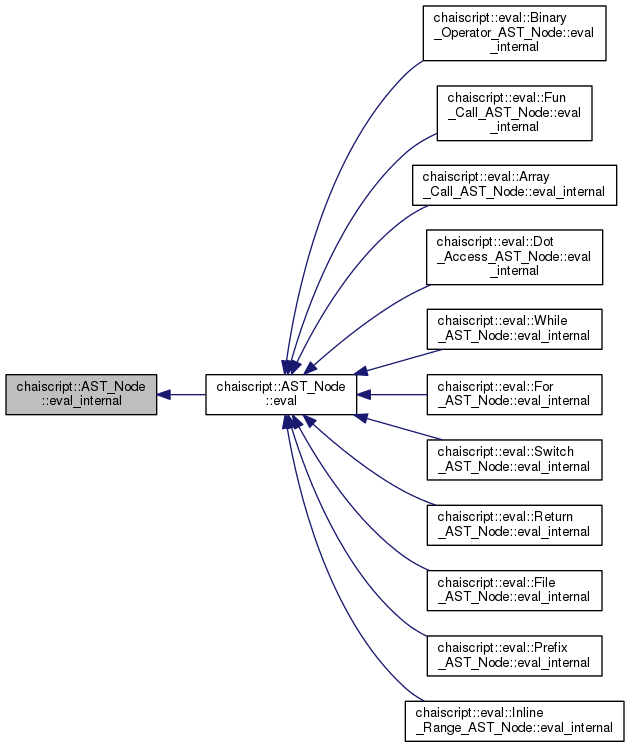 chaiscript::eval::Binary
_Operator_AST_Node::eval
_internal
chaiscript::eval::Fun
_Call_AST_Node::eval
_internal
chaiscript::eval::Array
_Call_AST_Node::eval_internal
chaiscript::eval::Dot
_Access_AST_Node::eval
_internal
chaiscript::eval::While
_AST_Node::eval_internal
chaiscript::AST_Node
::eval_internal
chaiscript::AST_Node
::eval
chaiscript::eval::For
_AST_Node::eval_internal
chaiscript::eval::Switch
_AST_Node::eval_internal
chaiscript::eval::Return
_AST_Node::eval_internal
chaiscript::eval::File
_AST_Node::eval_internal
chaiscript::eval::Prefix
_AST_Node::eval_internal
chaiscript::eval::Inline
_Range_AST_Node::eval_internal